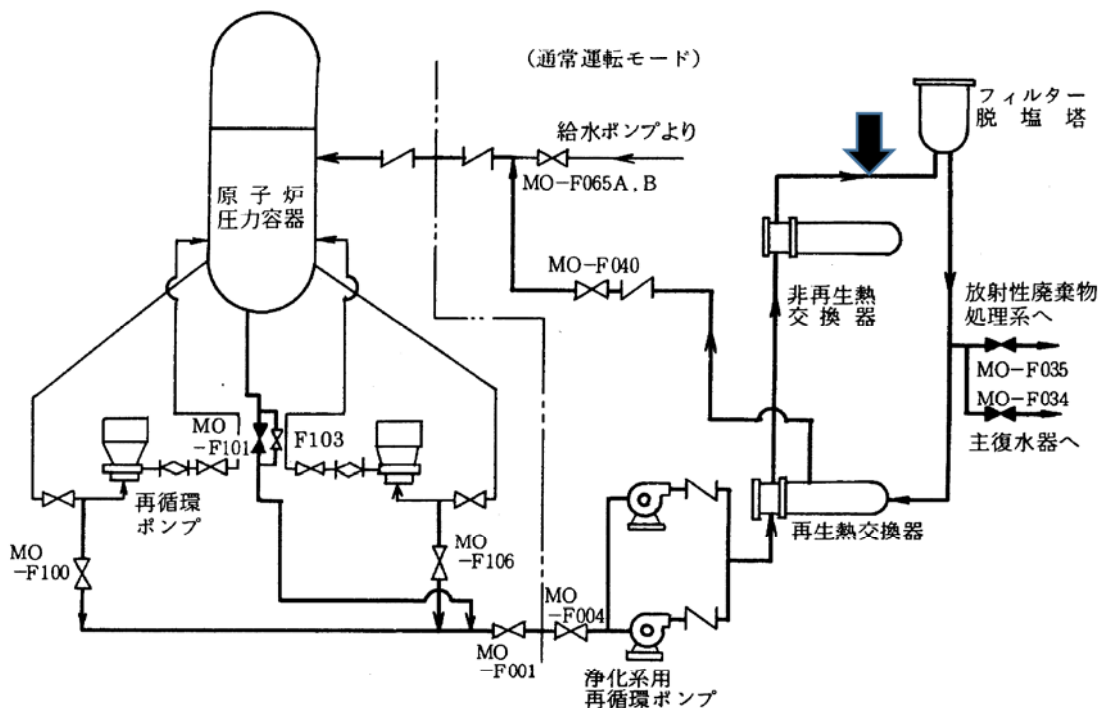 (通常運転モード)
フィルター
脱塩塔
給水ポンプより
MO-F065A, B
原子炉
圧力容器
MO-F040
非再生熱
交換器
放射性廃棄物
処理系へ
MO-F035
MO-F034
主復水器へ
MO
-F101
F103
再循環
ポンプ
再生熱交換器
MO
-F100
MO
-F106
MO
-F004
MO
-F001
浄化系用
再循環ポンプ